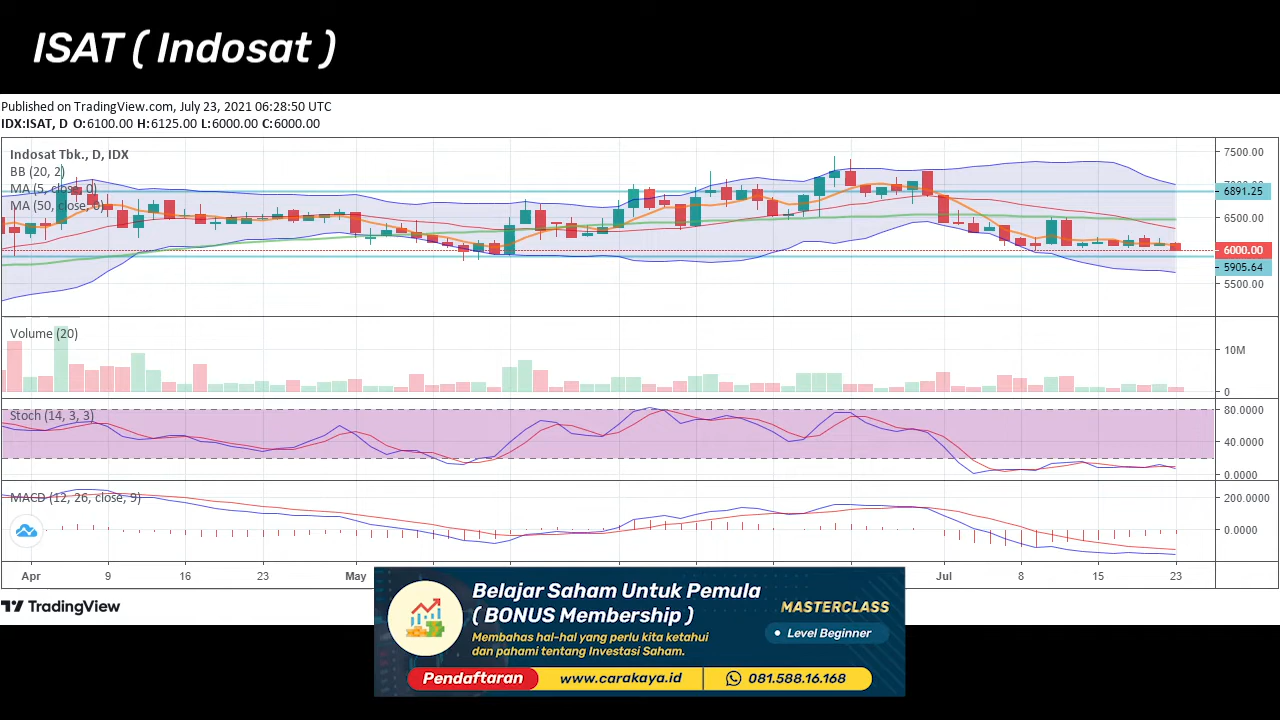 ISAT ( Indosat )
Published on TradingView.com, July 23, 2021 06:28:50 UTC
IDX:ISAT, D O:6100.00 H:6125.00 L:6000.00 C:6000.00
Indosat Tbk., D, IDX
BB (20, 2)
MA (5, close, 0)
MA (50, close, 0)
7500.00
6891.25
6500.00
6000.00
5905.64
5500.00
Volume (20)
10M
0
Stoch (14, 3, 3)
80.0000
40.0000
0.0000
MACD (12, 26, close, 9)
200.0000
0.0000
Apr 9 16 23 May Jul 8 15 23
TradingView
Belajar Saham Untuk Pemula
( BONUS Membership )
Membahas hal-hal yang perlu kita ketahui
dan pahami tentang Investasi Saham.
MASTERCLASS
• Level Beginner
Pendaftaran
www.carakaya.id
081.588.16.168